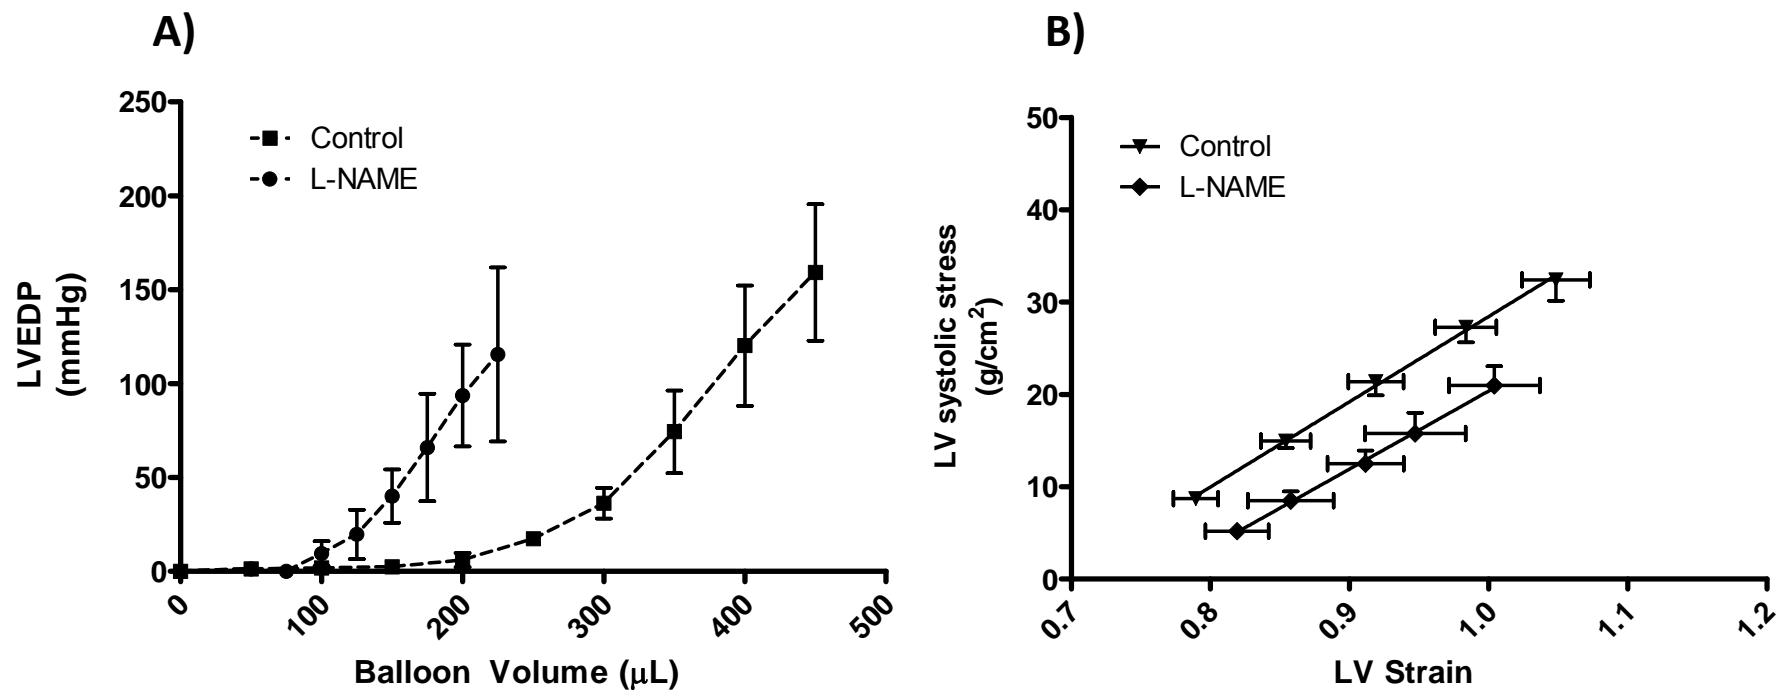 A)
250
200
150
100
50
0
LVEDP
(mmHg)
Control
L-NAME
0
100
200
300
400
500
Balloon Volume (μL)
B)
50
40
30
20
10
0
LV systolic stress
(g/cm²)
Control
L-NAME
0.7
0.8
0.9
1.0
1.1
1.2
LV Strain